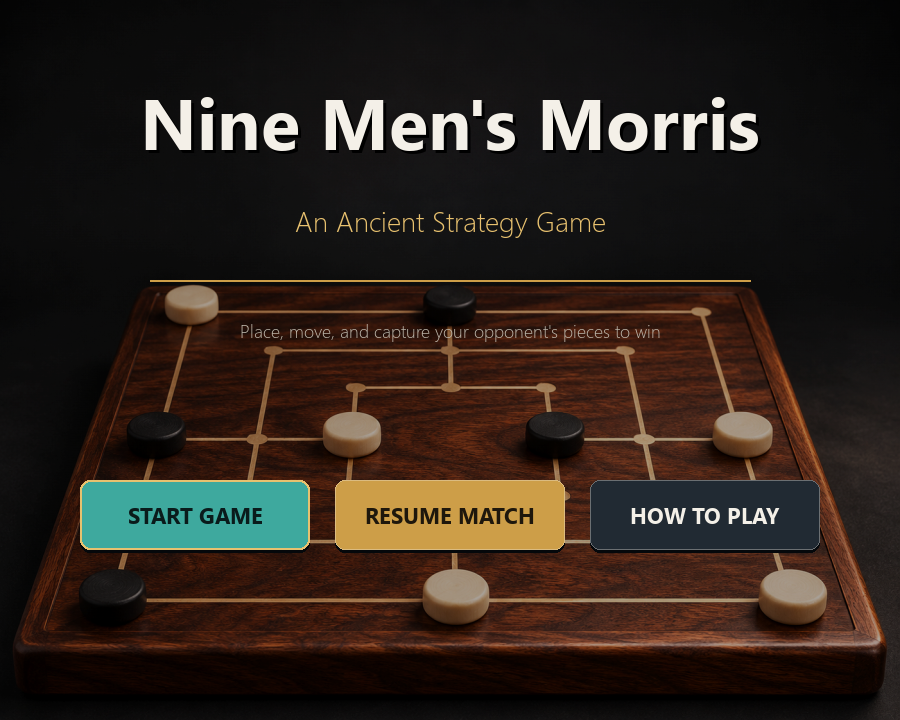 Nine Men's Morris
An Ancient Strategy Game
Place, move, and capture your opponent's pieces to win
START GAME
RESUME MATCH
HOW TO PLAY